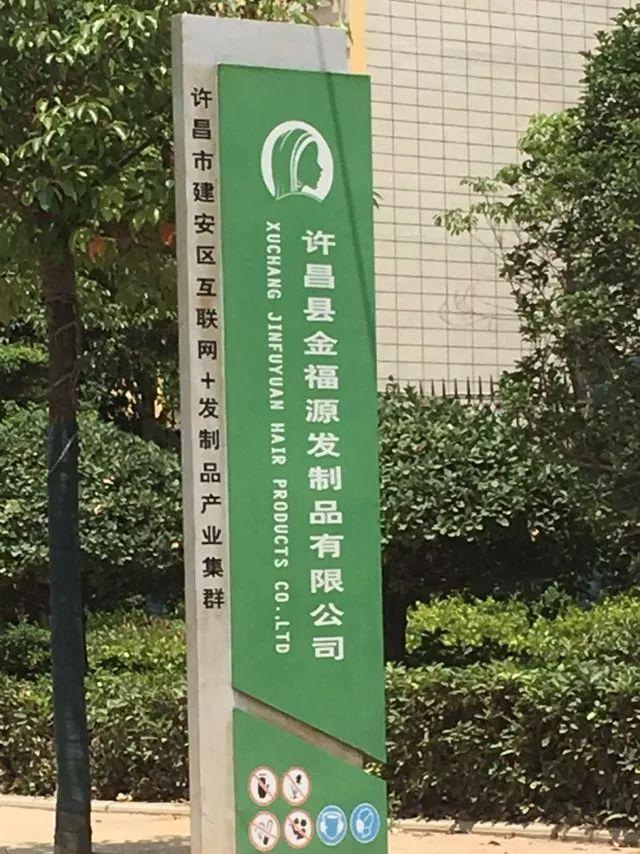 许昌市建安区互联网+发制品产业集群
许昌县金福源发制品有限公司
XUCHANG JINFUYUAN HAIR PRODUCTS CO.,LTD